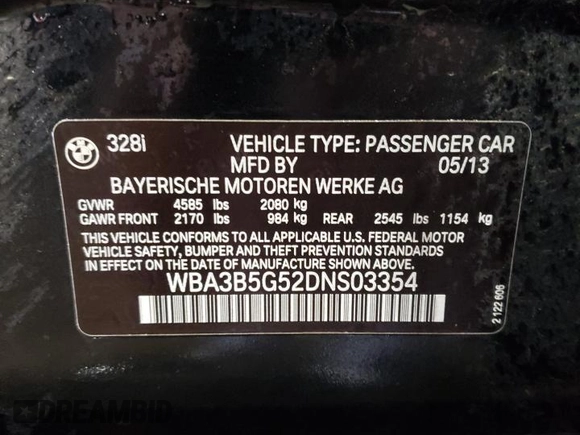 328i VEHICLE TYPE: PASSENGER CAR
MFD BY 05/13
BAYERISCHE MOTOREN WERKE AG
GVWR 4585 lbs 2080 kg
GAWR FRONT 2170 lbs 984 kg REAR 2545 lbs 1154 kg
THIS VEHICLE CONFORMS TO ALL APPLICABLE U.S. FEDERAL MOTOR
VEHICLE SAFETY, BUMPER AND THEFT PREVENTION STANDARDS
IN EFFECT ON THE DATE OF MANUFACTURE SHOWN ABOVE.
WBA3B5G52DNS03354
2 122 606
DREAMBID